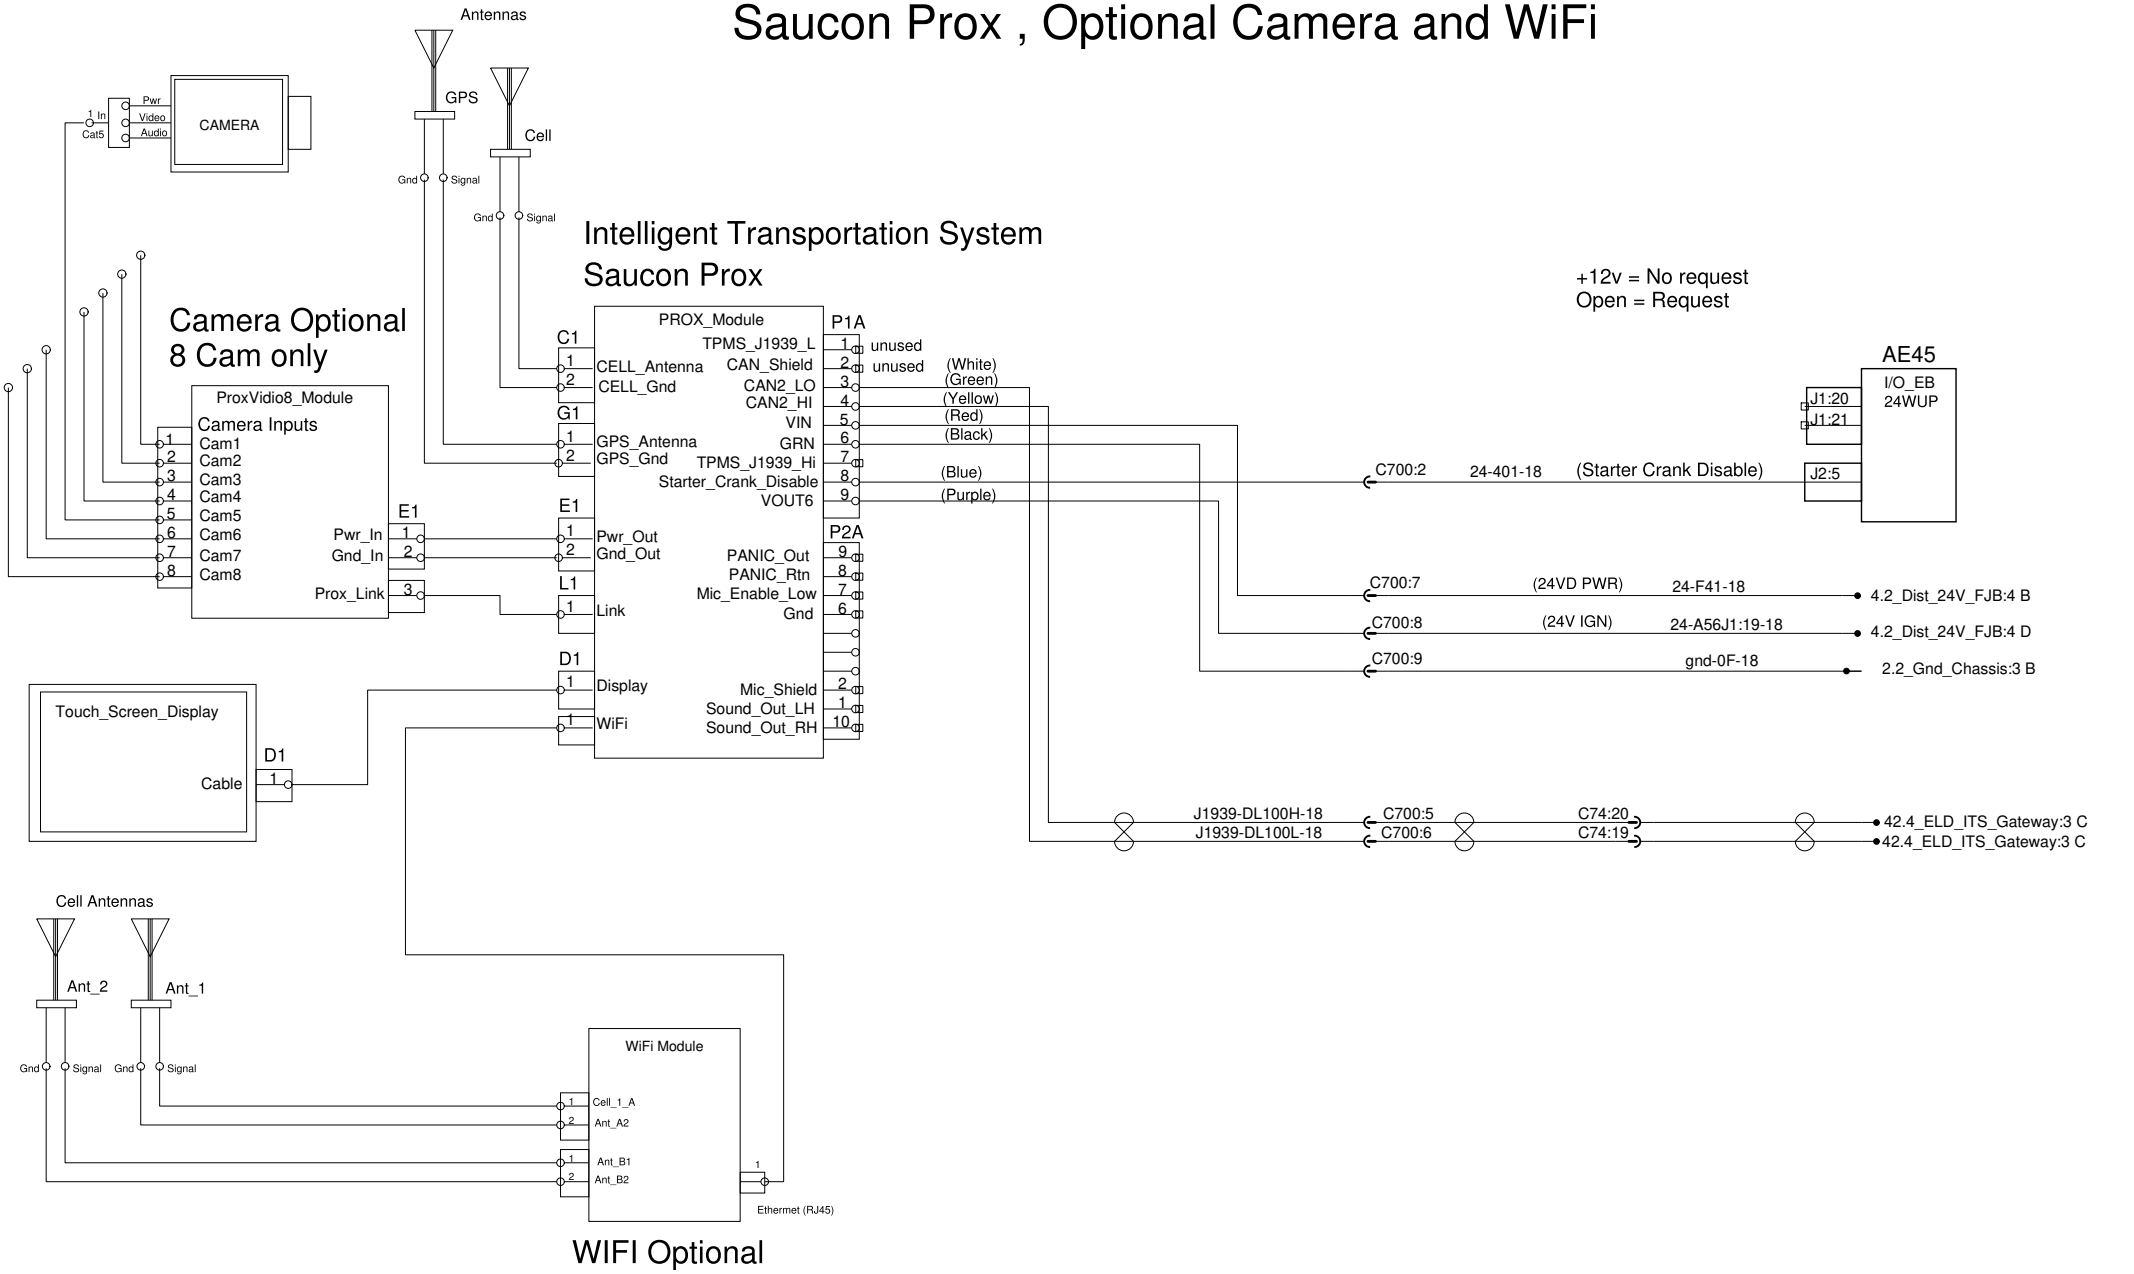 Saucon Prox , Optional Camera and WiFi
Antennas
GPS
Cell
Gnd
Signal
Gnd
Signal
Pwr
1 In
Video
Cat5
Audio
CAMERA
Intelligent Transportation System
Saucon Prox
+12v = No request
Open = Request
Camera Optional
8 Cam only
ProxVidio8_Module
Camera Inputs
1 Cam1
2 Cam2
3 Cam3
4 Cam4
5 Cam5
6 Cam6
7 Cam7
8 Cam8
E1
Pwr_In 1
Gnd_In 2
Prox_Link 3
PROX_Module
C1
1 CELL_Antenna
2 CELL_Gnd
G1
1 GPS_Antenna
2 GPS_Gnd
E1
1 Pwr_Out
2 Gnd_Out
L1
1 Link
D1
1 Display
1 WiFi
P1A
TPMS_J1939_L 1 unused
CAN_Shield 2 unused (White)
CAN2_LO 3 (Green)
CAN2_HI 4 (Yellow)
VIN 5 (Red)
GRN 6 (Black)
TPMS_J1939_Hi 7
Starter_Crank_Disable 8 (Blue)
VOUT6 9 (Purple)
P2A
PANIC_Out 9
PANIC_Rtn 8
Mic_Enable_Low 7
Gnd 6
Mic_Shield 2
Sound_Out_LH 1
Sound_Out_RH 10
AE45
I/O_EB
24WUP
J1:20
J1:21
J2:5
C700:2 24-401-18 (Starter Crank Disable)
C700:7 (24VD PWR) 24-F41-18 4.2_Dist_24V_FJB:4 B
C700:8 (24V IGN) 24-A56J1:19-18 4.2_Dist_24V_FJB:4 D
C700:9 gnd-0F-18 2.2_Gnd_Chassis:3 B
J1939-DL100H-18 C700:5 C74:20 42.4_ELD_ITS_Gateway:3 C
J1939-DL100L-18 C700:6 C74:19 42.4_ELD_ITS_Gateway:3 C
Touch_Screen_Display
D1
Cable 1
Cell Antennas
Ant_2
Ant_1
Gnd
Signal
Gnd
Signal
WiFi Module
1 Cell_1_A
2 Ant_A2
1 Ant_B1
2 Ant_B2
1
Ethermet (RJ45)
WIFI Optional